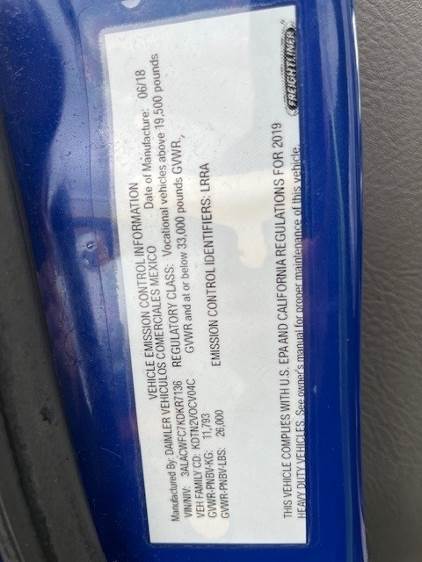 VEHICLE EMISSION CONTROL INFORMATION
Manufactured By: DAIMLER VEHICULOS COMERCIALES MEXICO Date of Manufacture: 06/18
VIN/NIV: 3ALACWFC7KDKR7136 REGULATORY CLASS: Vocational vehicles above 19,500 pounds
VEH FAMILY CD: KDTN2VOCV04C GVWR and at or below 33,000 pounds GVWR,
GVWR-PNBV-KG: 11,793
GVWR-PNBV-LBS: 26,000 EMISSION CONTROL IDENTIFIERS: LRRA
THIS VEHICLE COMPLIES WITH U.S. EPA AND CALIFORNIA REGULATIONS FOR 2019
HEAVY DUTY VEHICLES. See owner's manual for proper maintenance of this vehicle.
FREIGHTLINER